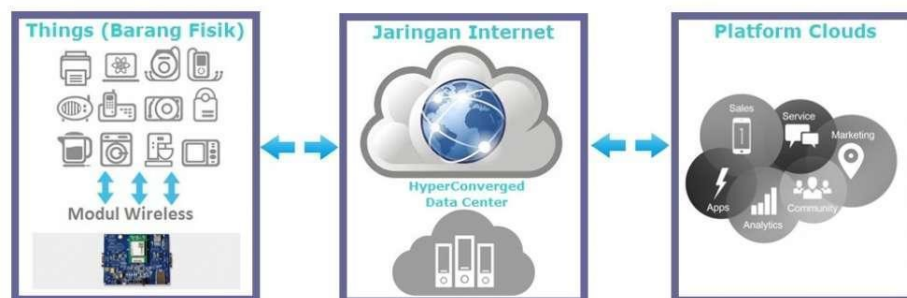 Things (Barang Fisik)
Modul Wireless
Jaringan Internet
HyperConverged
Data Center
Platform Clouds
Sales
Service
Marketing
Apps
Analytics
Community